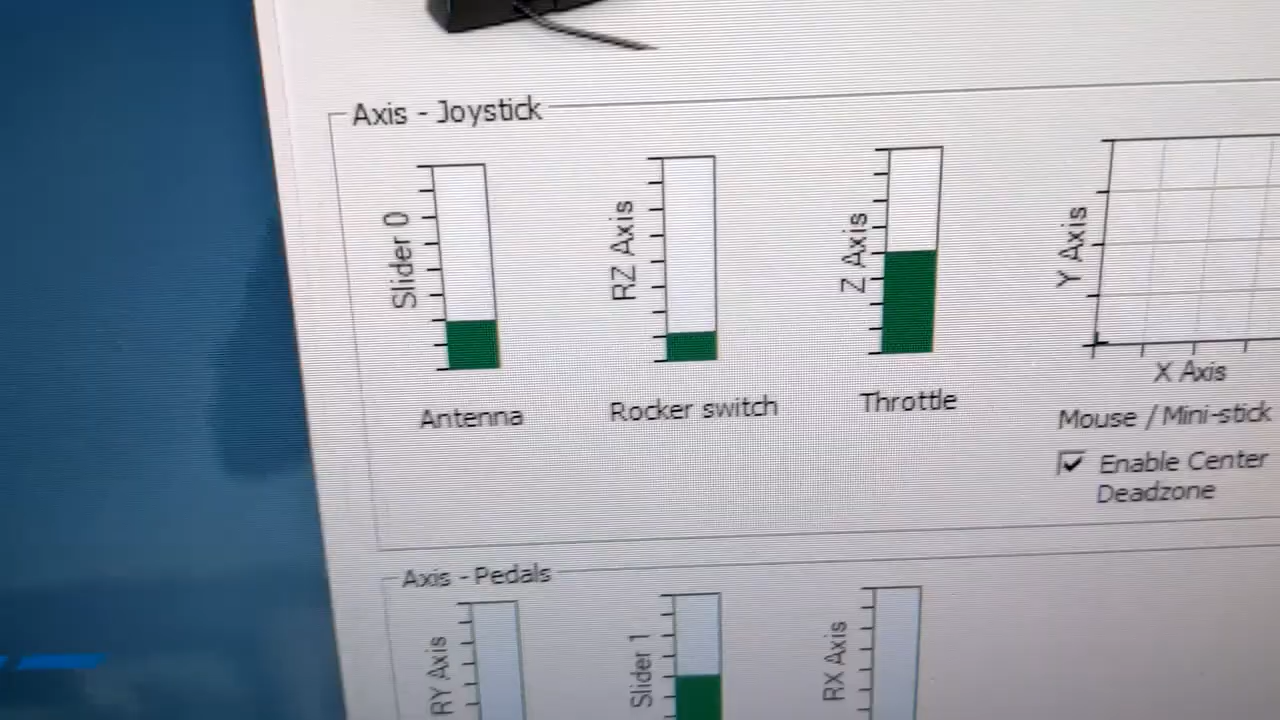 Axis - Joystick
Slider 0
RZ Axis
Z Axis
Y Axis
X Axis
Antenna
Rocker switch
Throttle
Mouse / Mini-stick
Enable Center
Deadzone
Axis - Pedals
RY Axis
Slider 1
RX Axis